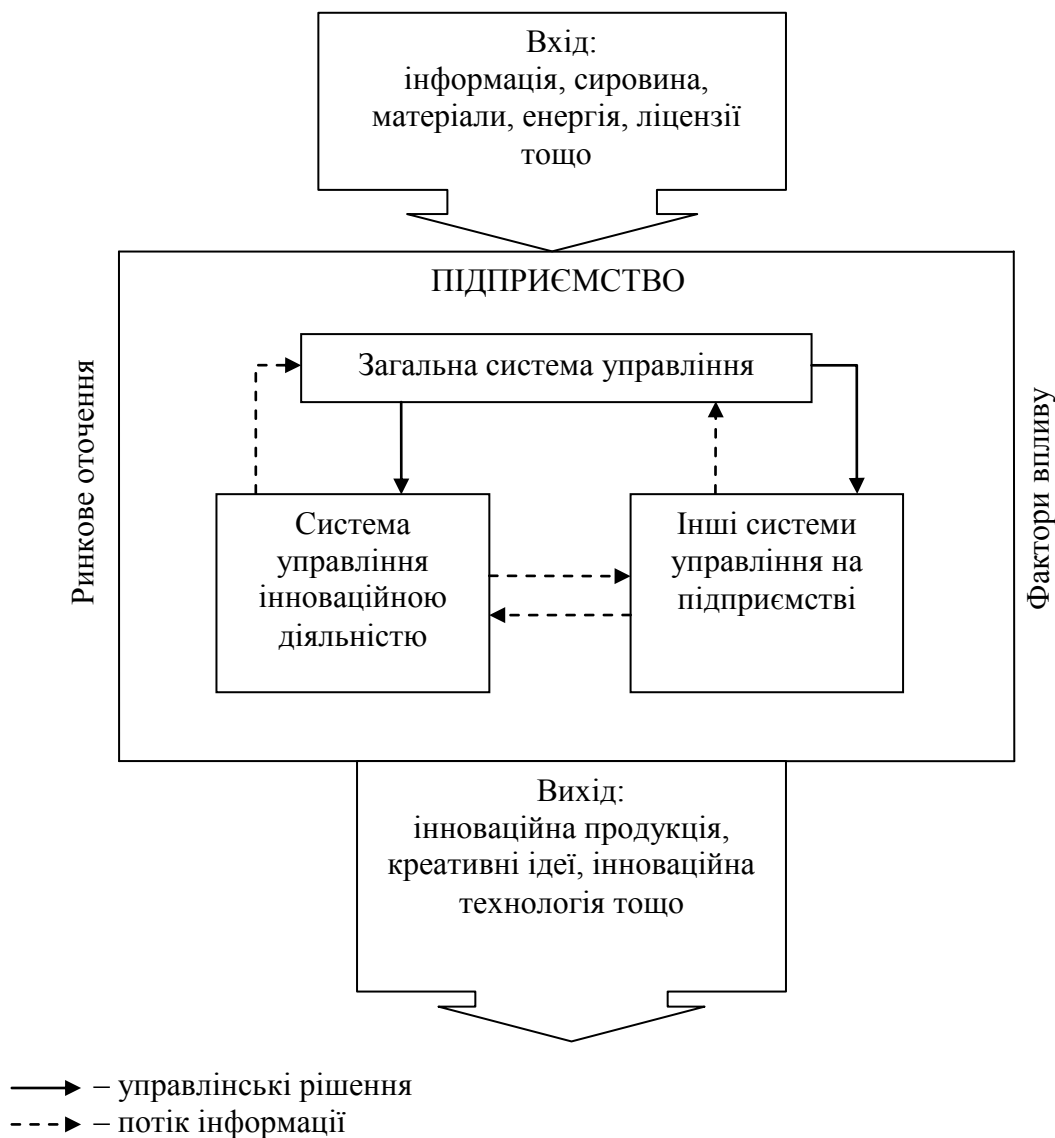 Вхід:
інформація, сировина,
матеріали, енергія, ліцензії
тощо
ПІДПРИЄМСТВО
Загальна система управління
Ринкове оточення
Фактори впливу
Система
управління
інноваційною
діяльністю
Інші системи
управління на
підприємстві
Вихід:
інноваційна продукція,
креативні ідеї, інноваційна
технологія тощо
– управлінські рішення
– потік інформації